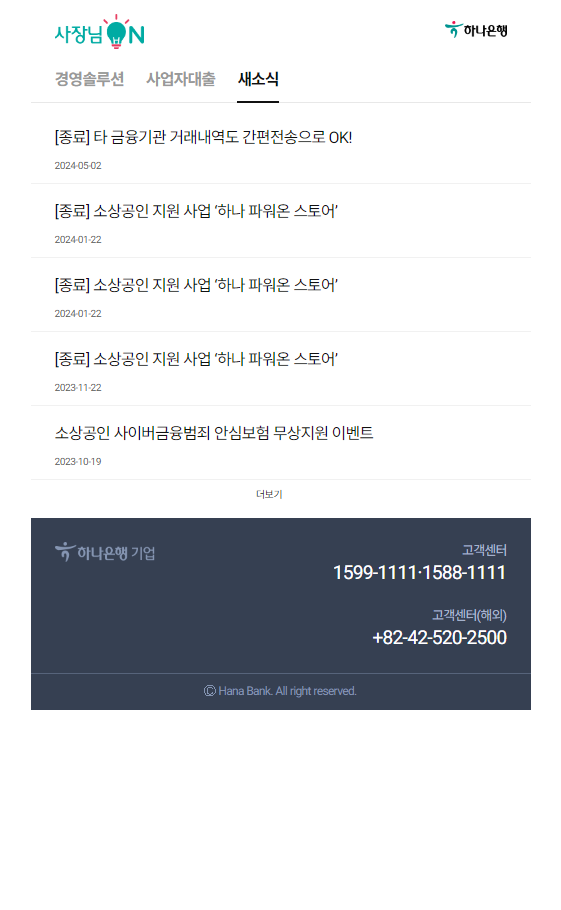 사장님ON
하나은행
경영솔루션 사업자대출 새소식
[종료] 타 금융기관 거래내역도 간편전송으로 OK!
2024-05-02
[종료] 소상공인 지원 사업 ‘하나 파워온 스토어’
2024-01-22
[종료] 소상공인 지원 사업 ‘하나 파워온 스토어’
2024-01-22
[종료] 소상공인 지원 사업 ‘하나 파워온 스토어’
2023-11-22
소상공인 사이버금융범죄 안심보험 무상지원 이벤트
2023-10-19
더보기
하나은행 기업
고객센터
1599-1111·1588-1111
고객센터(해외)
+82-42-520-2500
Ⓒ Hana Bank. All right reserved.